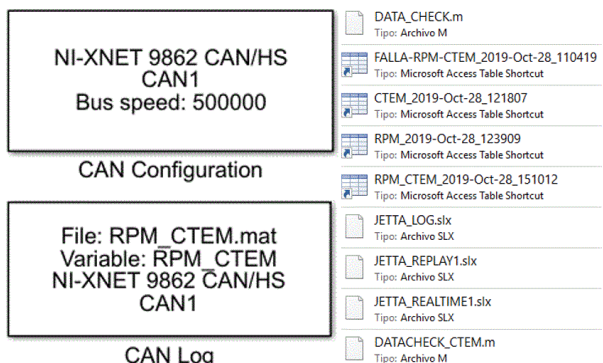 NI-XNET 9862 CAN/HS
CAN1
Bus speed: 500000
CAN Configuration
File: RPM_CTEM.mat
Variable: RPM_CTEM
NI-XNET 9862 CAN/HS
CAN1
CAN Log
DATA_CHECK.m
Tipo: Archivo M
FALLA-RPM-CTEM_2019-Oct-28_110419
Tipo: Microsoft Access Table Shortcut
CTEM_2019-Oct-28_121807
Tipo: Microsoft Access Table Shortcut
RPM_2019-Oct-28_123909
Tipo: Microsoft Access Table Shortcut
RPM_CTEM_2019-Oct-28_151012
Tipo: Microsoft Access Table Shortcut
JETTA_LOG.slx
Tipo: Archivo SLX
JETTA_REPLAY1.slx
Tipo: Archivo SLX
JETTA_REALTIME1.slx
Tipo: Archivo SLX
DATACHECK_CTEM.m
Tipo: Archivo M